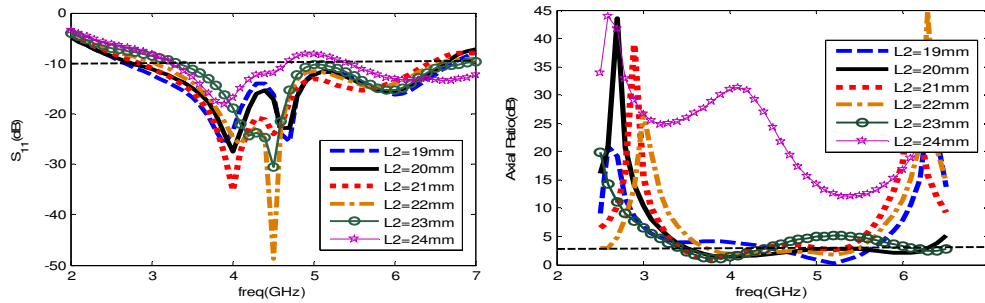 0
-10
-20
-30
-40
-50
S11(dB)
2
3
4
5
6
7
freq(GHz)
L2=19mm
L2=20mm
L2=21mm
L2=22mm
L2=23mm
L2=24mm
45
40
35
30
25
20
15
10
5
0
Axial Ratio(dB)
2
3
4
5
6
freq(GHz)
L2=19mm
L2=20mm
L2=21mm
L2=22mm
L2=23mm
L2=24mm